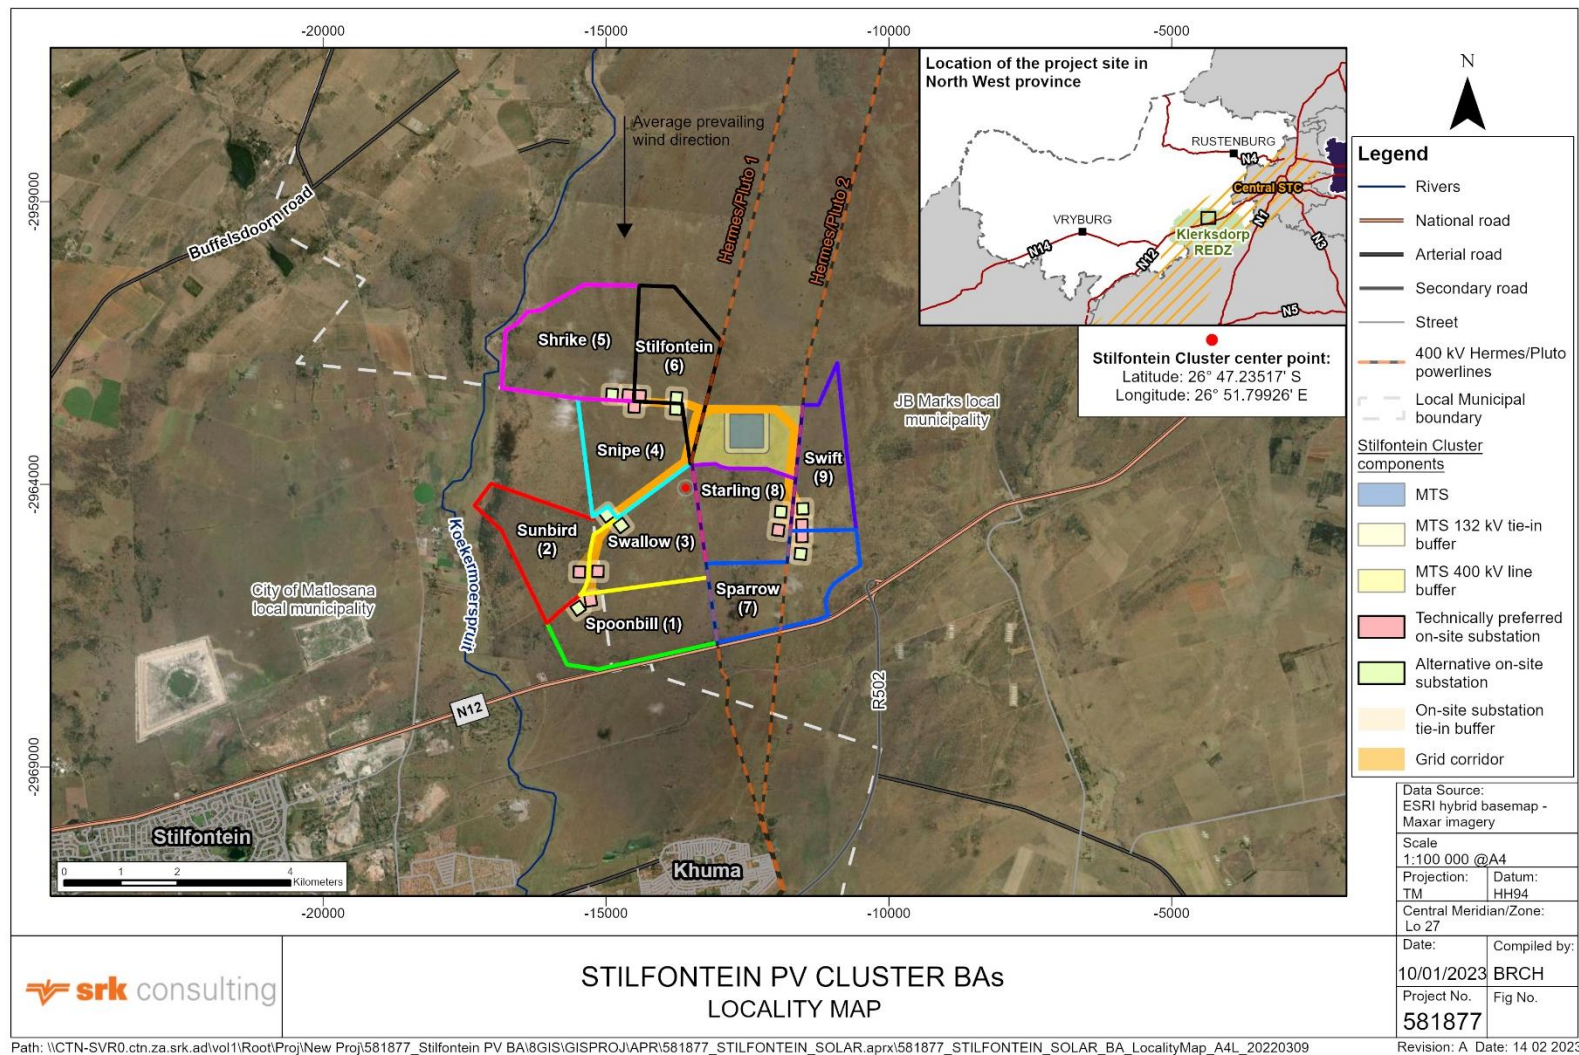 -20000
-15000
-10000
-5000
-2959000
-2964000
-2969000
Average prevailing
wind direction
Hermes/Pluto 1
Hermes/Pluto 2
Buffelsdoorn road
Shrike (5)
Stilfontein
(6)
Snipe (4)
Starling (8)
Swift
(9)
Sunbird
(2)
Swallow (3)
Sparrow
(7)
Spoonbill (1)
JB Marks local
municipality
City of Matlosana
local municipality
Koekermoerspruit
N12
R502
Stilfontein
Khuma
0
1
2
4
Kilometers
-20000
-15000
-10000
-5000
Location of the project site in
North West province
RUSTENBURG
N4
Central STC
VRYBURG
N14
N12
Klerksdorp
REDZ
N1
N3
N5
Stilfontein Cluster center point:
Latitude: 26° 47.23517' S
Longitude: 26° 51.79926' E
N
Legend
Rivers
National road
Arterial road
Secondary road
Street
400 kV Hermes/Pluto
powerlines
Local Municipal
boundary
Stilfontein Cluster
components
MTS
MTS 132 kV tie-in
buffer
MTS 400 kV line
buffer
Technically preferred
on-site substation
Alternative on-site
substation
On-site substation
tie-in buffer
Grid corridor
Data Source:
ESRI hybrid basemap -
Maxar imagery
Scale
1:100 000 @A4
Projection:
TM
Datum:
HH94
Central Meridian/Zone:
Lo 27
Date:
10/01/2023
Compiled by:
BRCH
Project No.
581877
Fig No.
srk consulting
STILFONTEIN PV CLUSTER BAs
LOCALITY MAP
Path: \\CTN-SVR0.ctn.za.srk.ad\vol1\Root\Proj\New Proj\581877_Stilfontein PV BA\8GIS\GISPROJ\APR\581877_STILFONTEIN_SOLAR.aprx\581877_STILFONTEIN_SOLAR_BA_LocalityMap_A4L_20220309
Revision: A Date: 14 02 2023